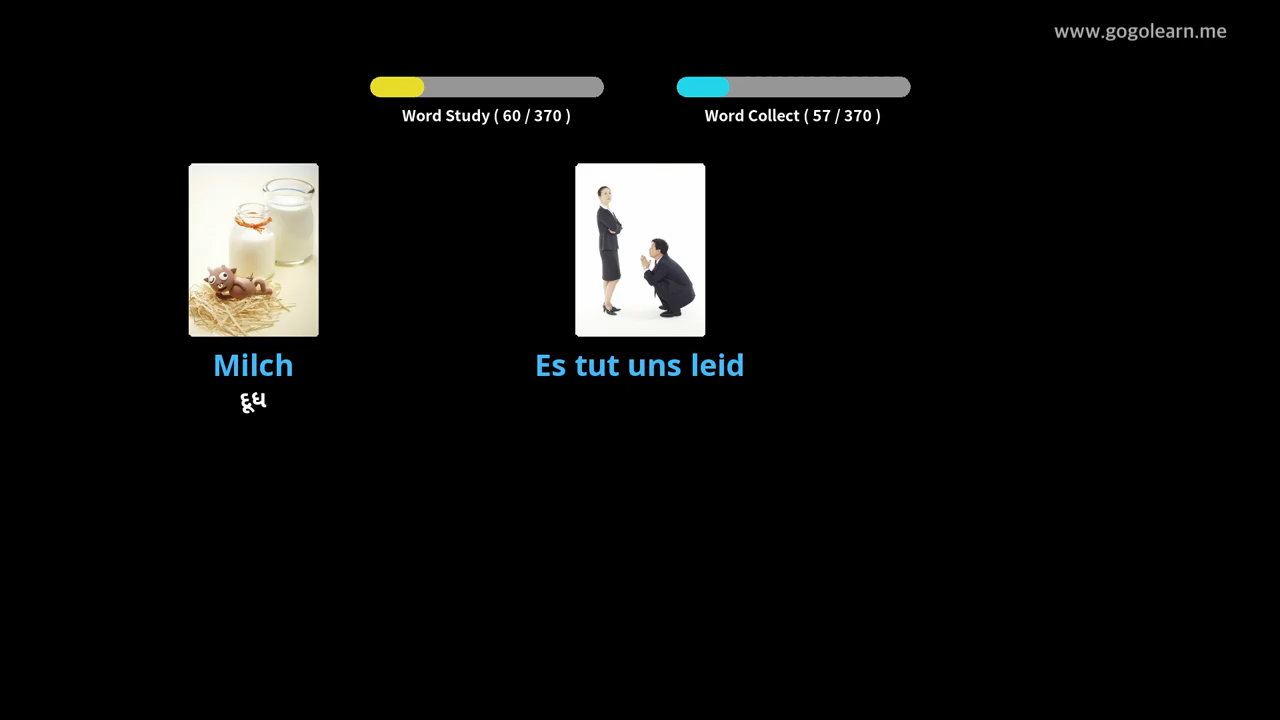 www.gogolearn.me
Word Study ( 60 / 370 )
Word Collect ( 57 / 370 )
Milch
દૂધ
Es tut uns leid